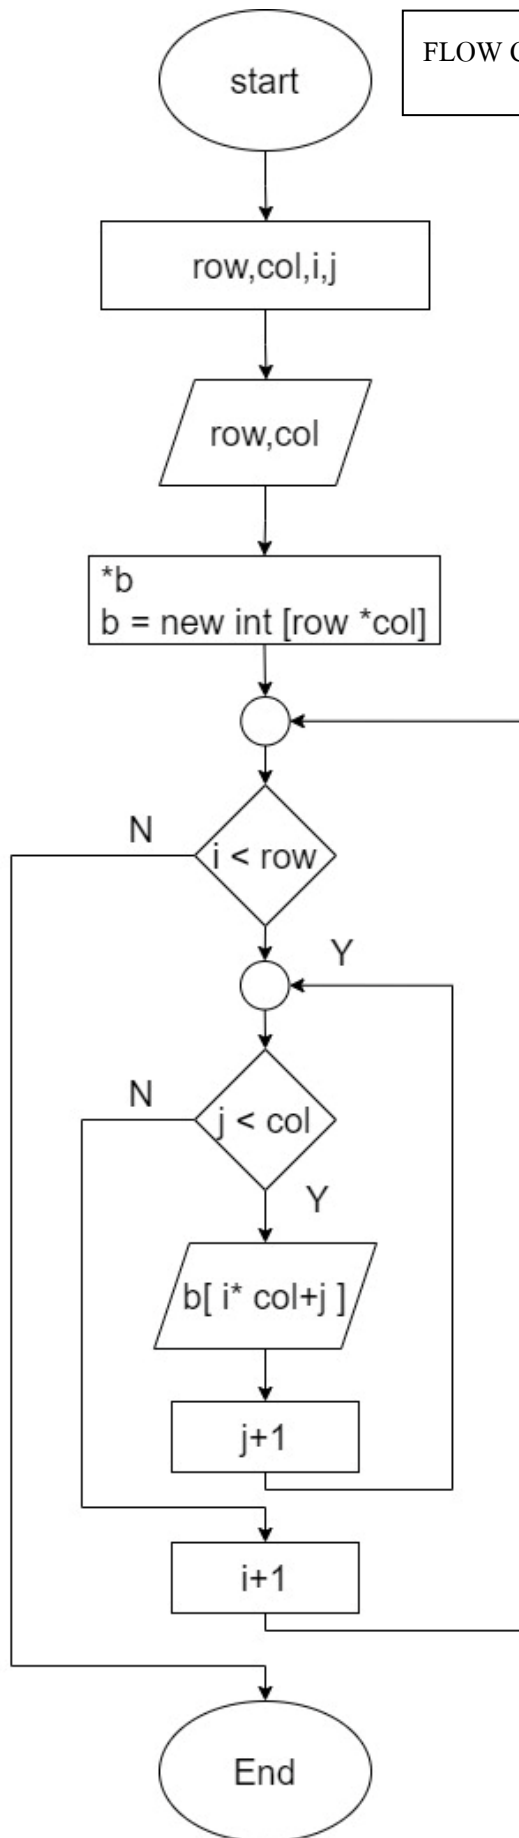 start
FLOW
row,col,i,j
row,col
*b
b = new int [row *col]
N
i < row
Y
N
j < col
Y
b[ i* col+j ]
j+1
i+1
End